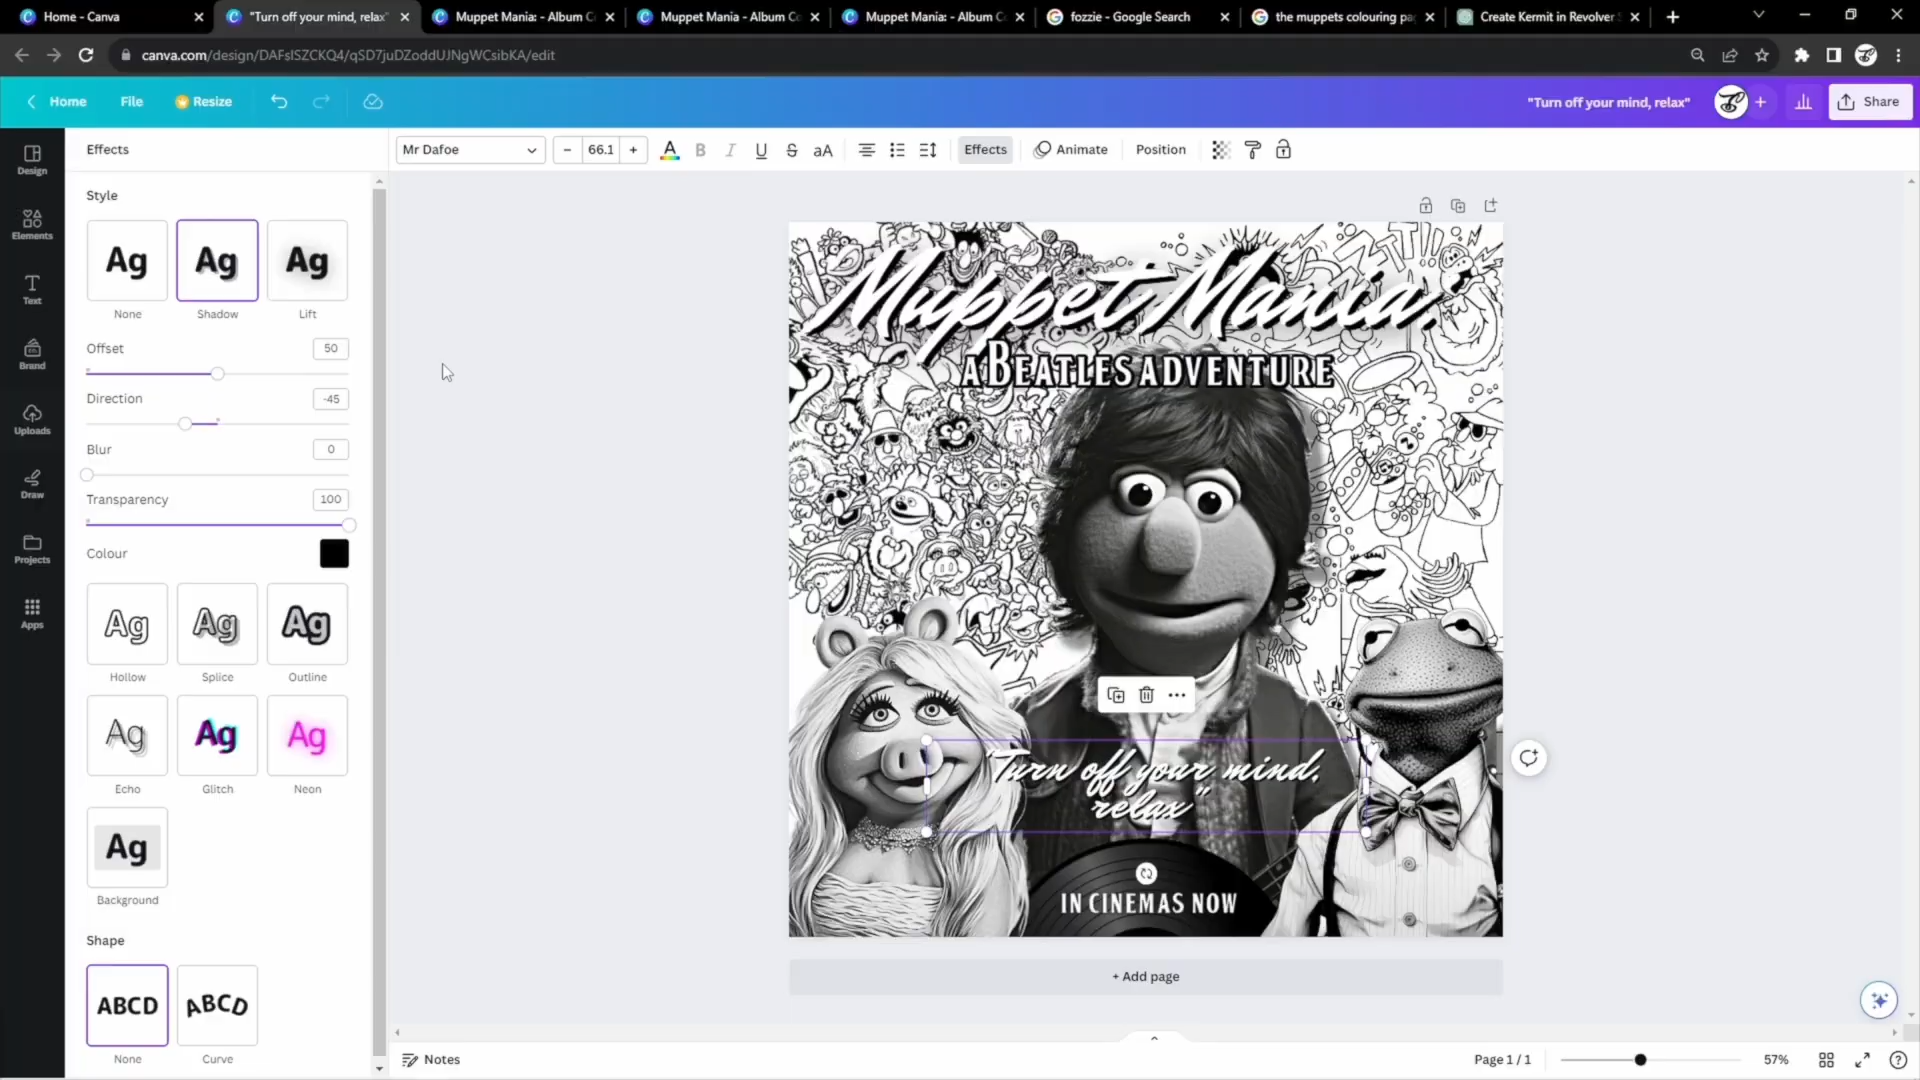 Home - Canva
"Turn off your mind, relax"
Muppet Mania: - Album C
Muppet Mania - Album C
Muppet Mania: - Album C
fozzie - Google Search
the muppets colouring pa
Create Kermit in Revolver
canva.com/design/DAFsISZCKQ4/qSD7juDZoddUJNgWCsibKA/edit
Home
File
Resize
"Turn off your mind, relax"
Share
Effects
Mr Dafoe
- 66.1 +
A B I U S aA
Effects
Animate
Position
Design
Elements
Text
Brand
Uploads
Draw
Projects
Apps
Style
Ag Ag Ag
None Shadow Lift
Offset 50
Direction -45
Blur 0
Transparency 100
Colour
Ag Ag Ag
Hollow Splice Outline
Ag Ag Ag
Echo Glitch Neon
Ag
Background
Shape
ABCD ABCD
None Curve
Muppet Mania.
A BEATLES ADVENTURE
"Turn off your mind,
relax"
IN CINEMAS NOW
+ Add page
Notes
Page 1 / 1
57%